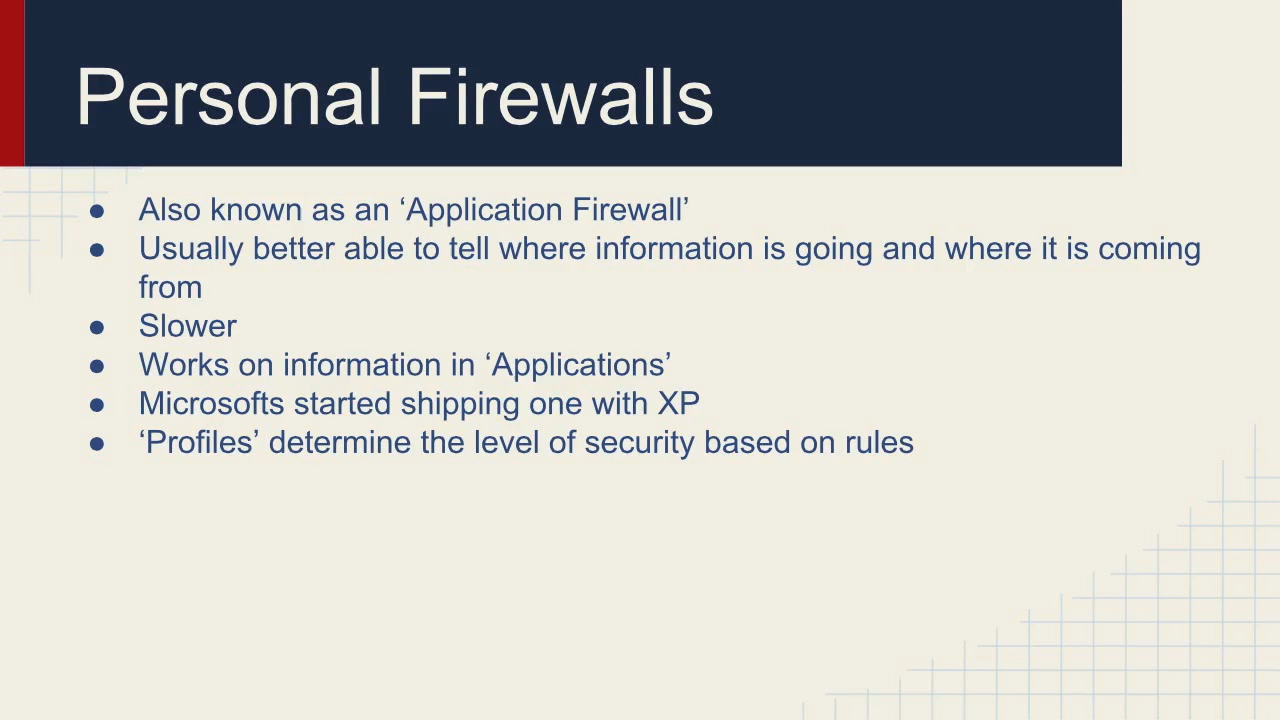 Personal Firewalls
● Also known as an ‘Application Firewall’
● Usually better able to tell where information is going and where it is coming
from
● Slower
● Works on information in ‘Applications’
● Microsofts started shipping one with XP
● ‘Profiles’ determine the level of security based on rules